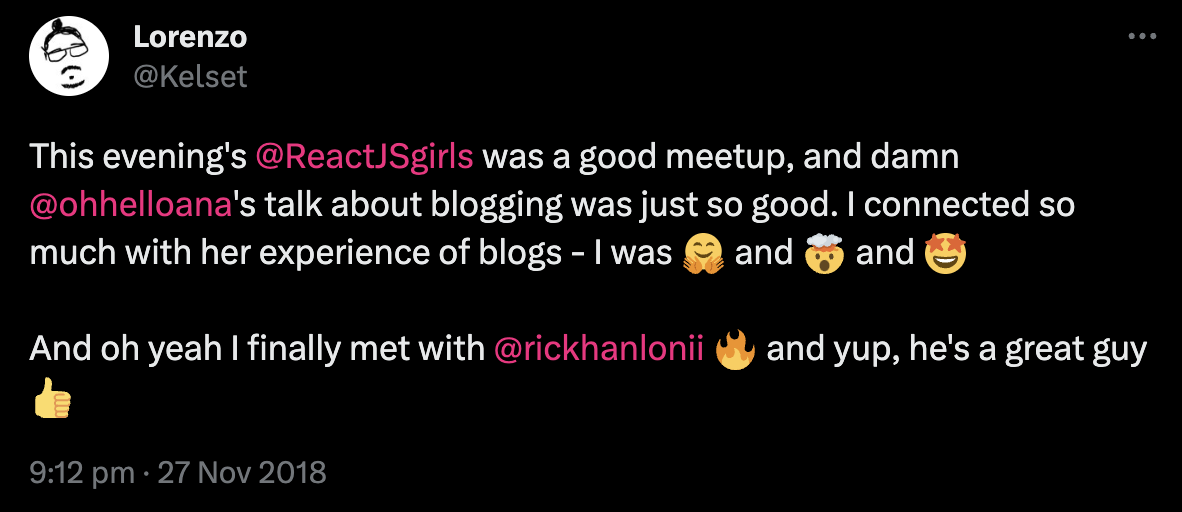 Lorenzo
@Kelset
This evening's @ReactJSgirls was a good meetup, and damn
@ohhelloana's talk about blogging was just so good. I connected so
much with her experience of blogs - I was 🤗 and 🤯 and 🤩
And oh yeah I finally met with @rickhanlonii 🔥 and yup, he's a great guy
👍
9:12 pm · 27 Nov 2018